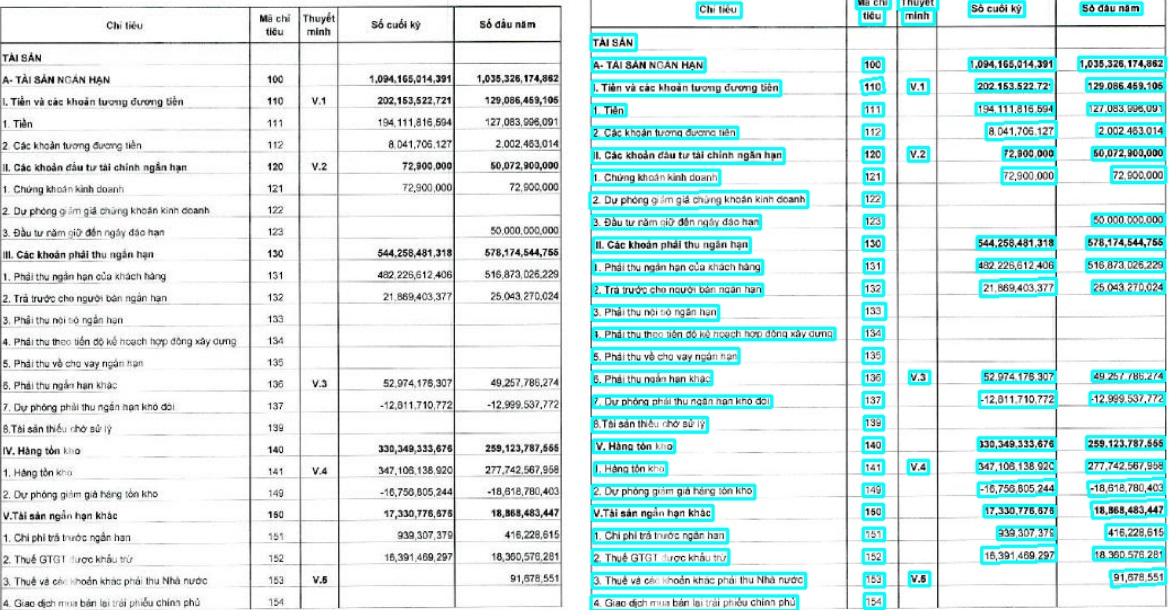 Chỉ tiêu Mã chỉ tiêu Thuyết minh Số cuối kỳ Số đầu năm
TÀI SẢN
A- TÀI SẢN NGẮN HẠN 100 1,094,165,014,391 1,035,326,174,862
I. Tiền và các khoản tương đương tiền 110 V.1 202,153,522,721 129,086,459,105
1. Tiền 111 194,111,816,594 127,083,996,091
2. Các khoản tương đương tiền 112 8,041,706,127 2,002,463,014
II. Các khoản đầu tư tài chính ngắn hạn 120 V.2 72,900,000 50,072,900,000
1. Chứng khoán kinh doanh 121 72,900,000 72,900,000
2. Dự phòng giảm giá chứng khoán kinh doanh 122
3. Đầu tư nắm giữ đến ngày đáo hạn 123 50,000,000,000
III. Các khoản phải thu ngắn hạn 130 544,258,481,318 578,174,544,755
1. Phải thu ngắn hạn của khách hàng 131 482,226,612,406 516,873,026,229
2. Trả trước cho người bán ngắn hạn 132 21,869,403,377 25,043,270,024
3. Phải thu nội bộ ngắn hạn 133
4. Phải thu theo tiến độ kế hoạch hợp đồng xây dựng 134
5. Phải thu về cho vay ngắn hạn 135
6. Phải thu ngắn hạn khác 136 V.3 52,974,176,307 49,257,786,274
7. Dự phòng phải thu ngắn hạn khó đòi 137 -12,811,710,772 -12,999,537,772
8.Tài sản thiếu chờ sử lý 139
IV. Hàng tồn kho 140 330,349,333,676 259,123,787,555
1. Hàng tồn kho 141 V.4 347,106,138,920 277,742,567,958
2. Dự phòng giảm giá hàng tồn kho 149 -16,756,805,244 -18,618,780,403
V.Tài sản ngắn hạn khác 150 17,330,776,676 18,868,483,447
1. Chi phí trả trước ngắn hạn 151 939,307,379 416,228,615
2. Thuế GTGT được khấu trừ 152 16,391,469,297 18,360,576,281
3. Thuế và các khoản khác phải thu Nhà nước 153 V.5 91,678,551
4. Giao dịch mua bán lại trái phiếu chính phủ 154
Chỉ tiêu Mã chỉ tiêu Thuyết minh Số cuối kỳ Số đầu năm
TÀI SẢN
A- TÀI SẢN NGẮN HẠN 100 1,094,165,014,391 1,035,326,174,862
I. Tiền và các khoản tương đương tiền 110 V.1 202,153,522,721 129,086,459,105
1. Tiền 111 194,111,816,594 127,083,996,091
2. Các khoản tương đương tiền 112 8,041,706,127 2,002,463,014
II. Các khoản đầu tư tài chính ngắn hạn 120 V.2 72,900,000 50,072,900,000
1. Chứng khoán kinh doanh 121 72,900,000 72,900,000
2. Dự phòng giảm giá chứng khoán kinh doanh 122
3. Đầu tư nắm giữ đến ngày đáo hạn 123 50,000,000,000
II. Các khoản phải thu ngắn hạn 130 544,258,481,318 578,174,544,755
1. Phải thu ngắn hạn của khách hàng 131 482,226,612,406 516,873,026,229
2. Trả trước cho người bán ngắn hạn 132 21,869,403,377 25,043,270,024
3. Phải thu nội bộ ngắn hạn 133
4. Phải thu theo tiến độ kế hoạch hợp đồng xây dựng 134
5. Phải thu về cho vay ngắn hạn 135
6. Phải thu ngắn hạn khác 136 V.3 52,974,176,307 49,257,786,274
7. Dự phòng phải thu ngắn hạn khó đòi 137 -12,811,710,772 -12,999,537,772
8.Tài sản thiếu chờ sử lý 139
V. Hàng tồn kho 140 330,349,333,676 259,123,787,555
1. Hàng tồn kho 141 V.4 347,106,138,920 277,742,567,958
2. Dự phòng giảm giá hàng tồn kho 149 -16,756,805,244 -18,618,780,403
V.Tài sản ngắn hạn khác 150 17,330,776,676 18,868,483,447
1. Chi phí trả trước ngắn hạn 151 939,307,379 416,228,615
2. Thuế GTGT được khấu trừ 152 16,391,469,297 18,360,576,281
3. Thuế và các khoản khác phải thu Nhà nước 153 V.5 91,678,551
4. Giao dịch mua bán lại trái phiếu chính phủ 154